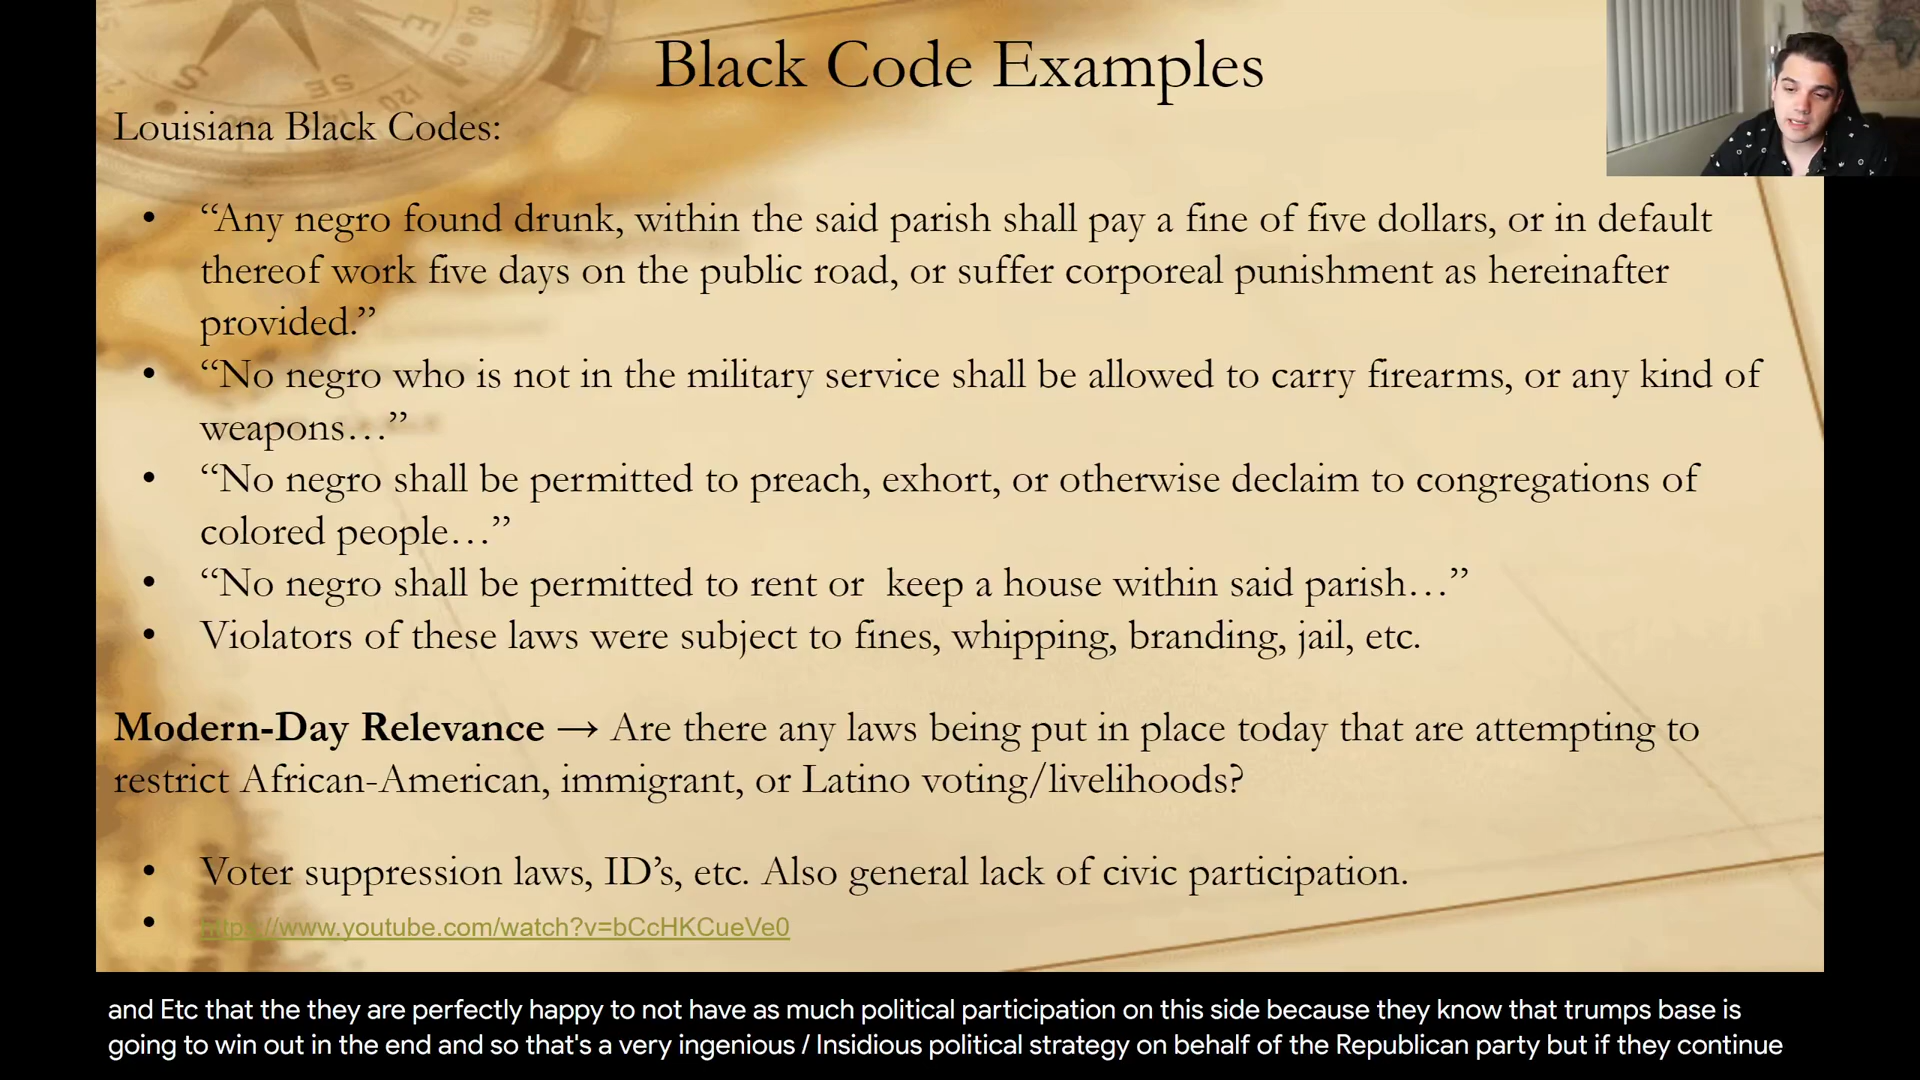 Black Code Examples
Louisiana Black Codes:
• “Any negro found drunk, within the said parish shall pay a fine of five dollars, or in default
thereof work five days on the public road, or suffer corporeal punishment as hereinafter
provided.”
• “No negro who is not in the military service shall be allowed to carry firearms, or any kind of
weapons…”
• “No negro shall be permitted to preach, exhort, or otherwise declaim to congregations of
colored people…”
• “No negro shall be permitted to rent or  keep a house within said parish…”
• Violators of these laws were subject to fines, whipping, branding, jail, etc.
Modern-Day Relevance → Are there any laws being put in place today that are attempting to
restrict African-American, immigrant, or Latino voting/livelihoods?
• Voter suppression laws, ID’s, etc. Also general lack of civic participation.
• https://www.youtube.com/watch?v=bCcHKCueVe0
and Etc that the they are perfectly happy to not have as much political participation on this side because they know that trumps base is
going to win out in the end and so that's a very ingenious / Insidious political strategy on behalf of the Republican party but if they continue